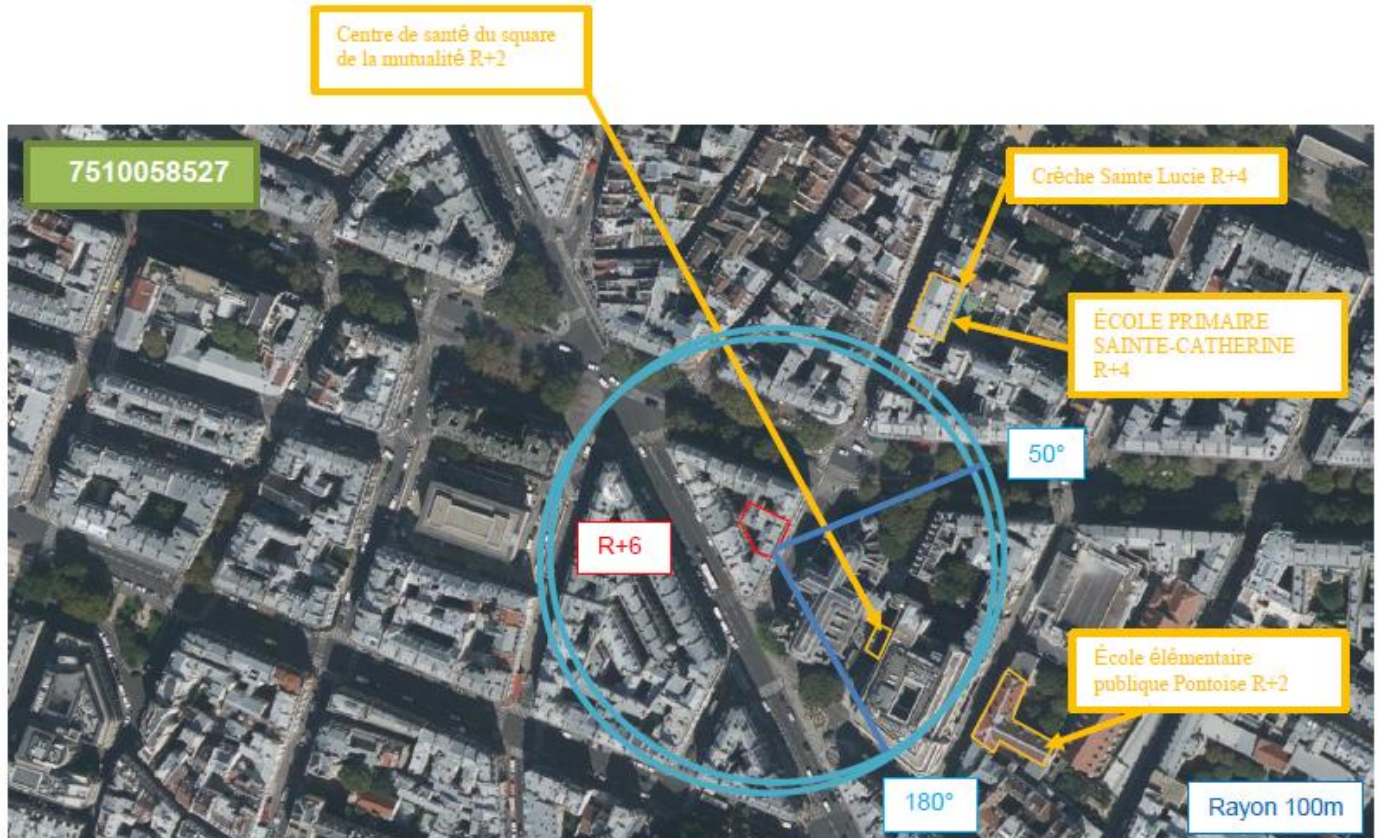 Centre de santé du square
de la mutualité R+2
7510058527
Crèche Sainte Lucie R+4
ÉCOLE PRIMAIRE
SAINTE-CATHERINE
R+4
50°
R+6
École élémentaire
publique Pontoise R+2
180°
Rayon 100m